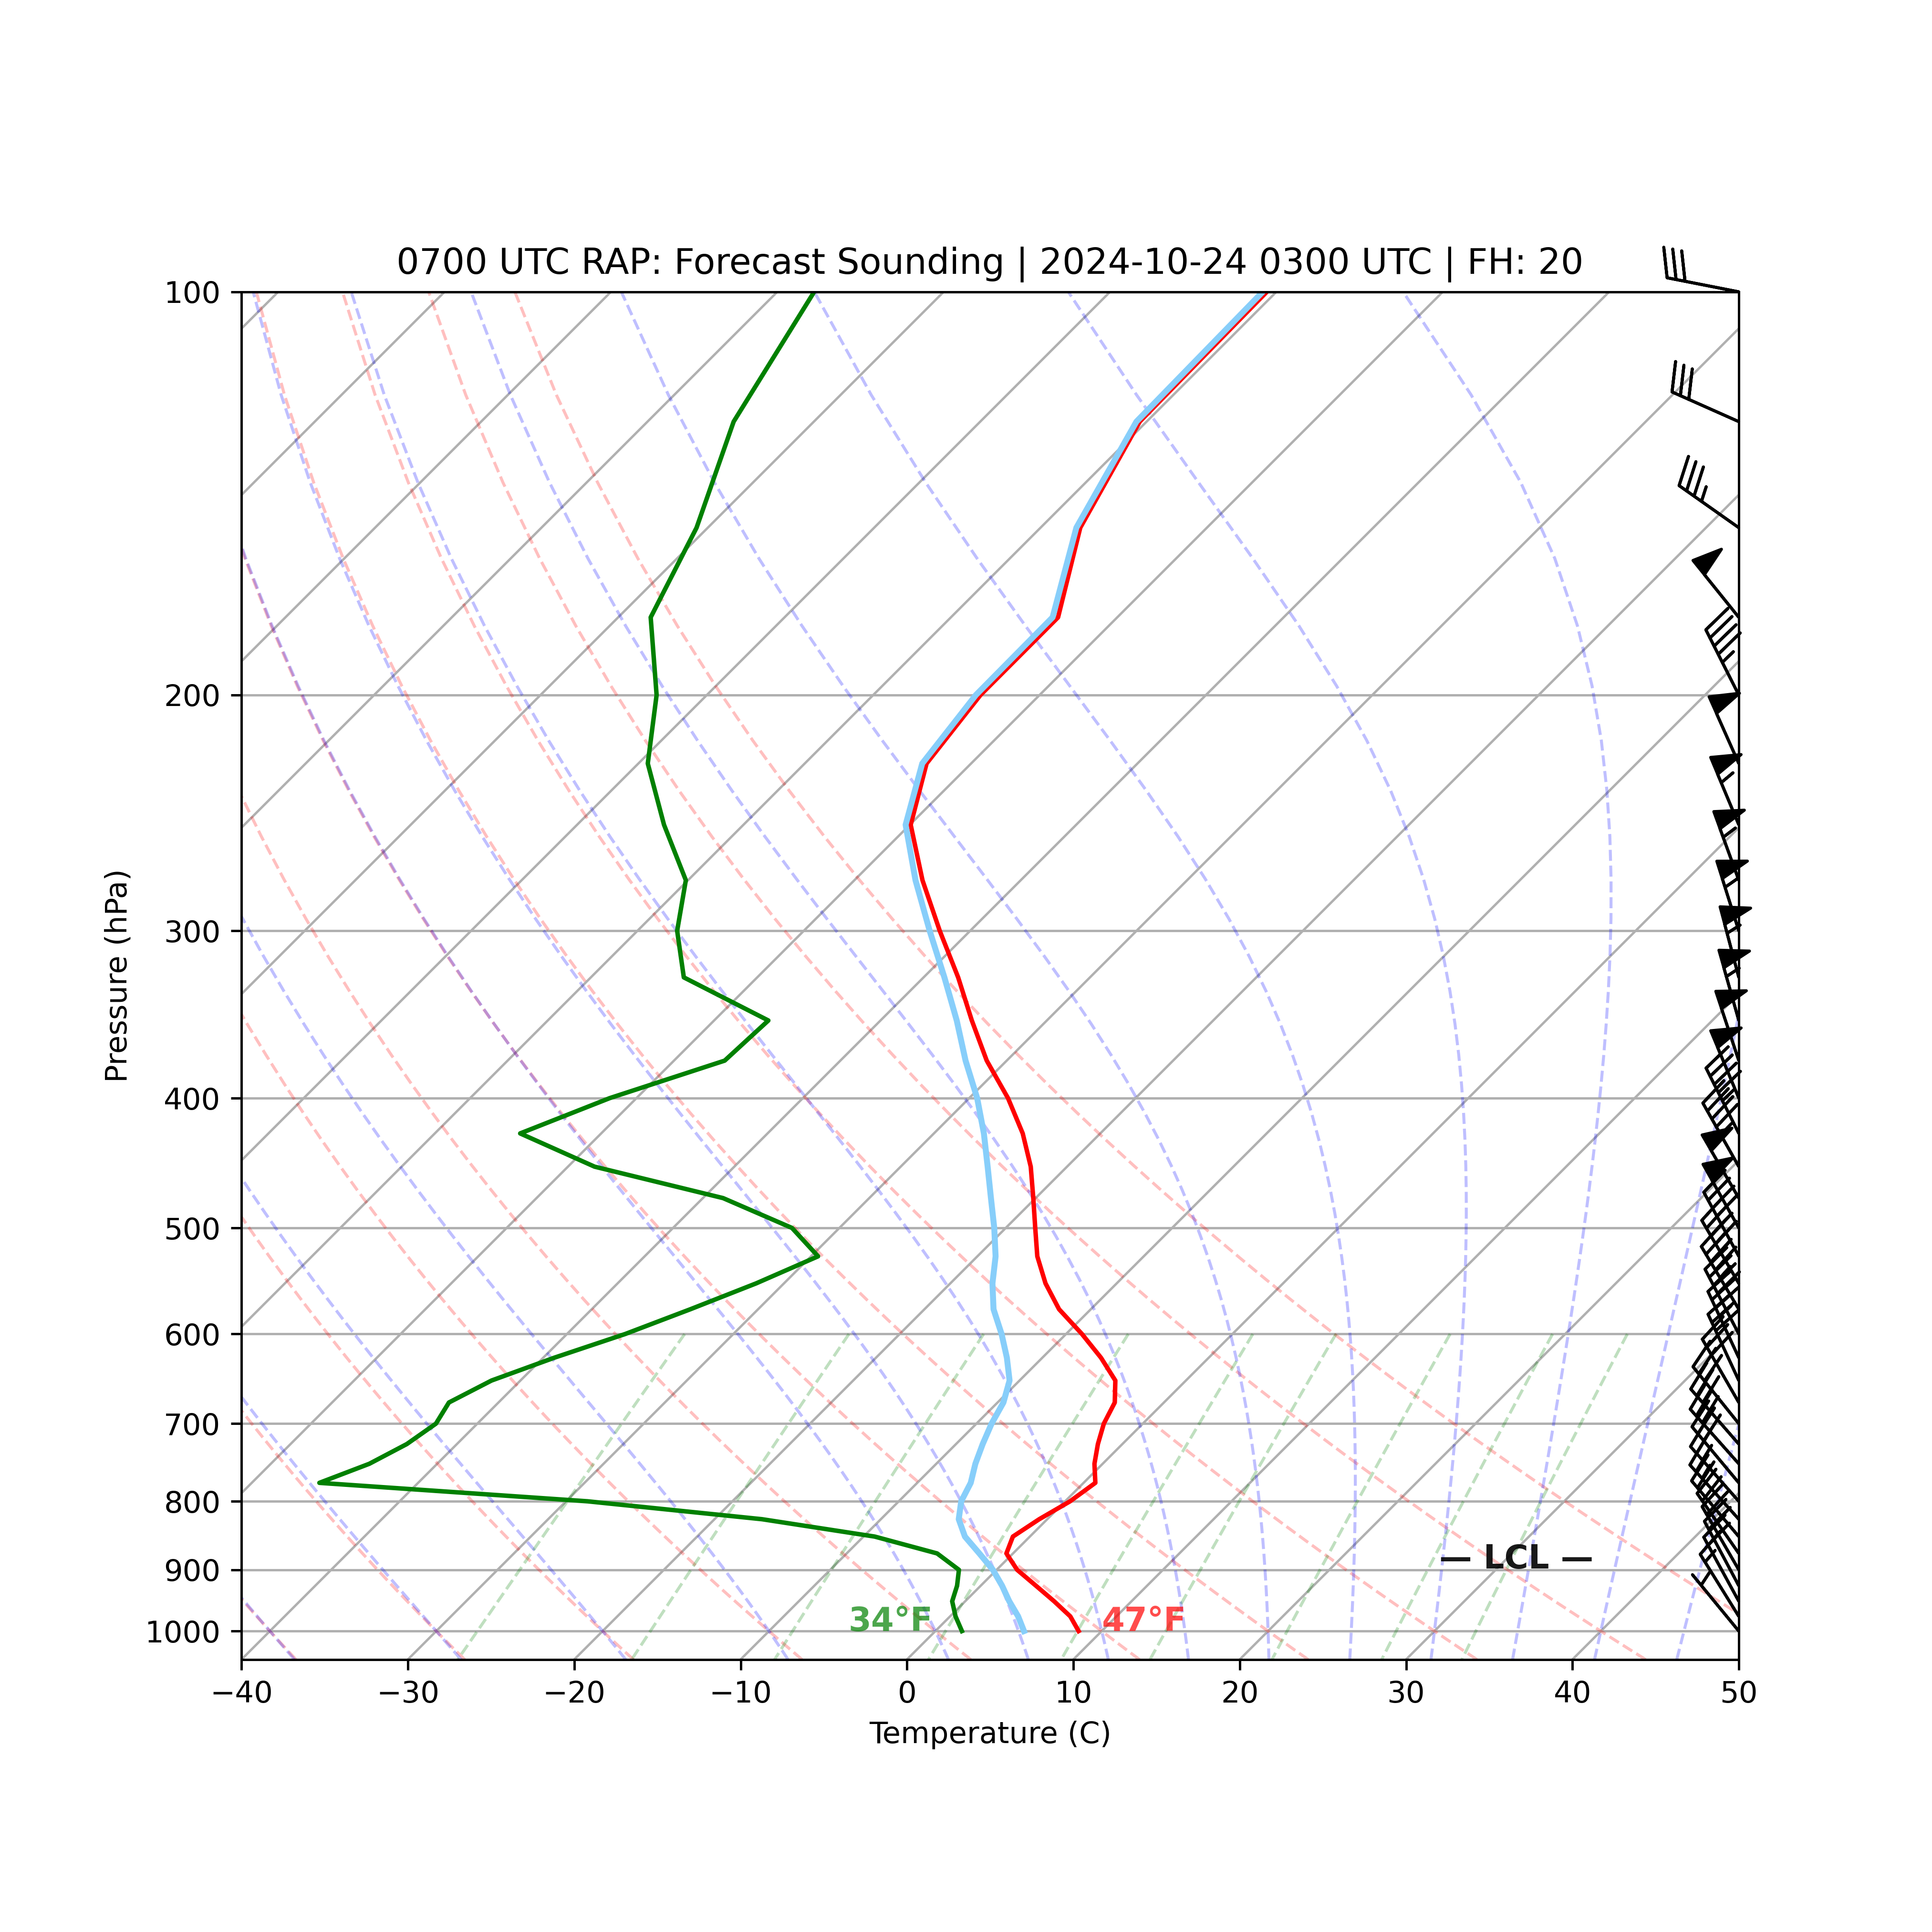 0700 UTC RAP: Forecast Sounding | 2024-10-24 0300 UTC | FH: 20
100
200
300
400
500
600
700
800
900
1000
Pressure (hPa)
— LCL —
34°F
47°F
−40 −30 −20 −10 0 10 20 30 40 50
Temperature (C)